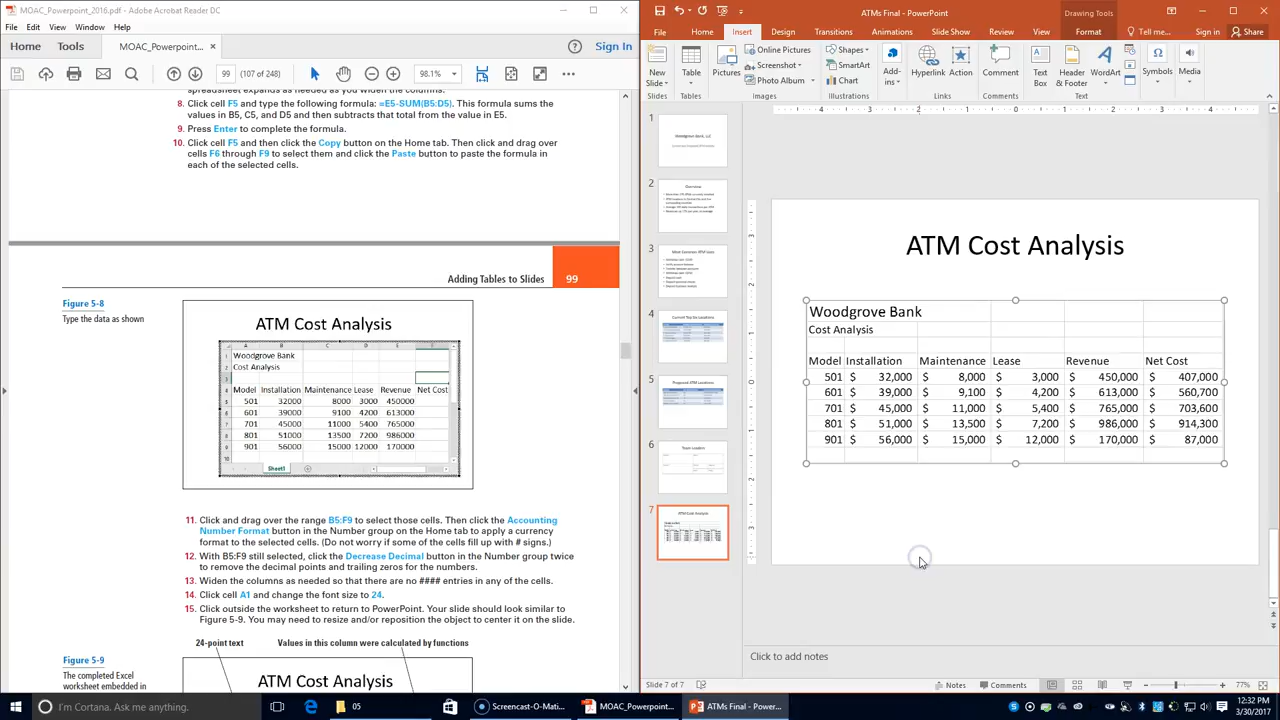 MOAC_Powerpoint_2016.pdf - Adobe Acrobat Reader DC
File Edit View Window Help
Home Tools MOAC_Powerpoint... × Sign In
99 (107 of 248) 98.1%
8. Click cell F5 and type the following formula: =E5-SUM(B5:D5). This formula sums the
values in B5, C5, and D5 and then subtracts that total from the value in E5.
9. Press Enter to complete the formula.
10. Click cell F5 and then click the Copy button on the Home tab. Then click and drag over
cells F6 through F9 to select them and click the Paste button to paste the formula in
each of the selected cells.
Adding Tables to Slides 99
Figure 5-8
Type the data as shown
ATM Cost Analysis
Woodgrove Bank
Cost Analysis
Model Installation Maintenance Lease Revenue Net Cost
501 32000 8000 3000
601 39000 9100 4200 613000
701 45000 11000 5400 765000
801 51000 13500 7200 986000
901 56000 15000 12000 170000
Sheet1
11. Click and drag over the range B5:F9 to select those cells. Then click the Accounting
Number Format button in the Number group on the Home tab to apply a currency
format to the selected cells. (Do not worry if some of the cells fill up with # signs.)
12. With B5:F9 still selected, click the Decrease Decimal button in the Number group twice
to remove the decimal points and trailing zeros for the numbers.
13. Widen the columns as needed so that there are no #### entries in any of the cells.
14. Click cell A1 and change the font size to 24.
15. Click outside the worksheet to return to PowerPoint. Your slide should look similar to
Figure 5-9. You may need to resize and/or reposition the object to center it on the slide.
24-point text Values in this column were calculated by functions
Figure 5-9
The completed Excel
worksheet embedded in
ATM Cost Analysis
ATMs Final - PowerPoint Drawing Tools
File Home Insert Design Transitions Animations Slide Show Review View Format Tell me... Sign in Share
New Slide Table Pictures Online Pictures Screenshot Photo Album Shapes SmartArt Chart Add-ins Hyperlink Action Comment Text Box Header & Footer WordArt Symbols Media
Slides Tables Images Illustrations Links Comments Text
1
2
3
4
5
6
7
Team Leaders
ATM Cost Analysis
ATM Cost Analysis
Woodgrove Bank
Cost Analysis
Model Installation Maintenance Lease Revenue Net Cost
501 $ 32,000 $ 8,000 $ 3,000 $ 450,000 $ 407,000
601 $ 39,000 $ 9,100 $ 4,200 $ 613,000 $ 560,700
701 $ 45,000 $ 11,000 $ 5,400 $ 765,000 $ 703,600
801 $ 51,000 $ 13,500 $ 7,200 $ 986,000 $ 914,300
901 $ 56,000 $ 15,000 $ 12,000 $ $ 87,000
Click to add notes
Slide 7 of 7 Notes Comments 77%
I'm Cortana. Ask me anything. 05 Screencast-O-Mati... MOAC_Powerpoint... ATMs Final - Powe... 12:32 PM
3/30/2017